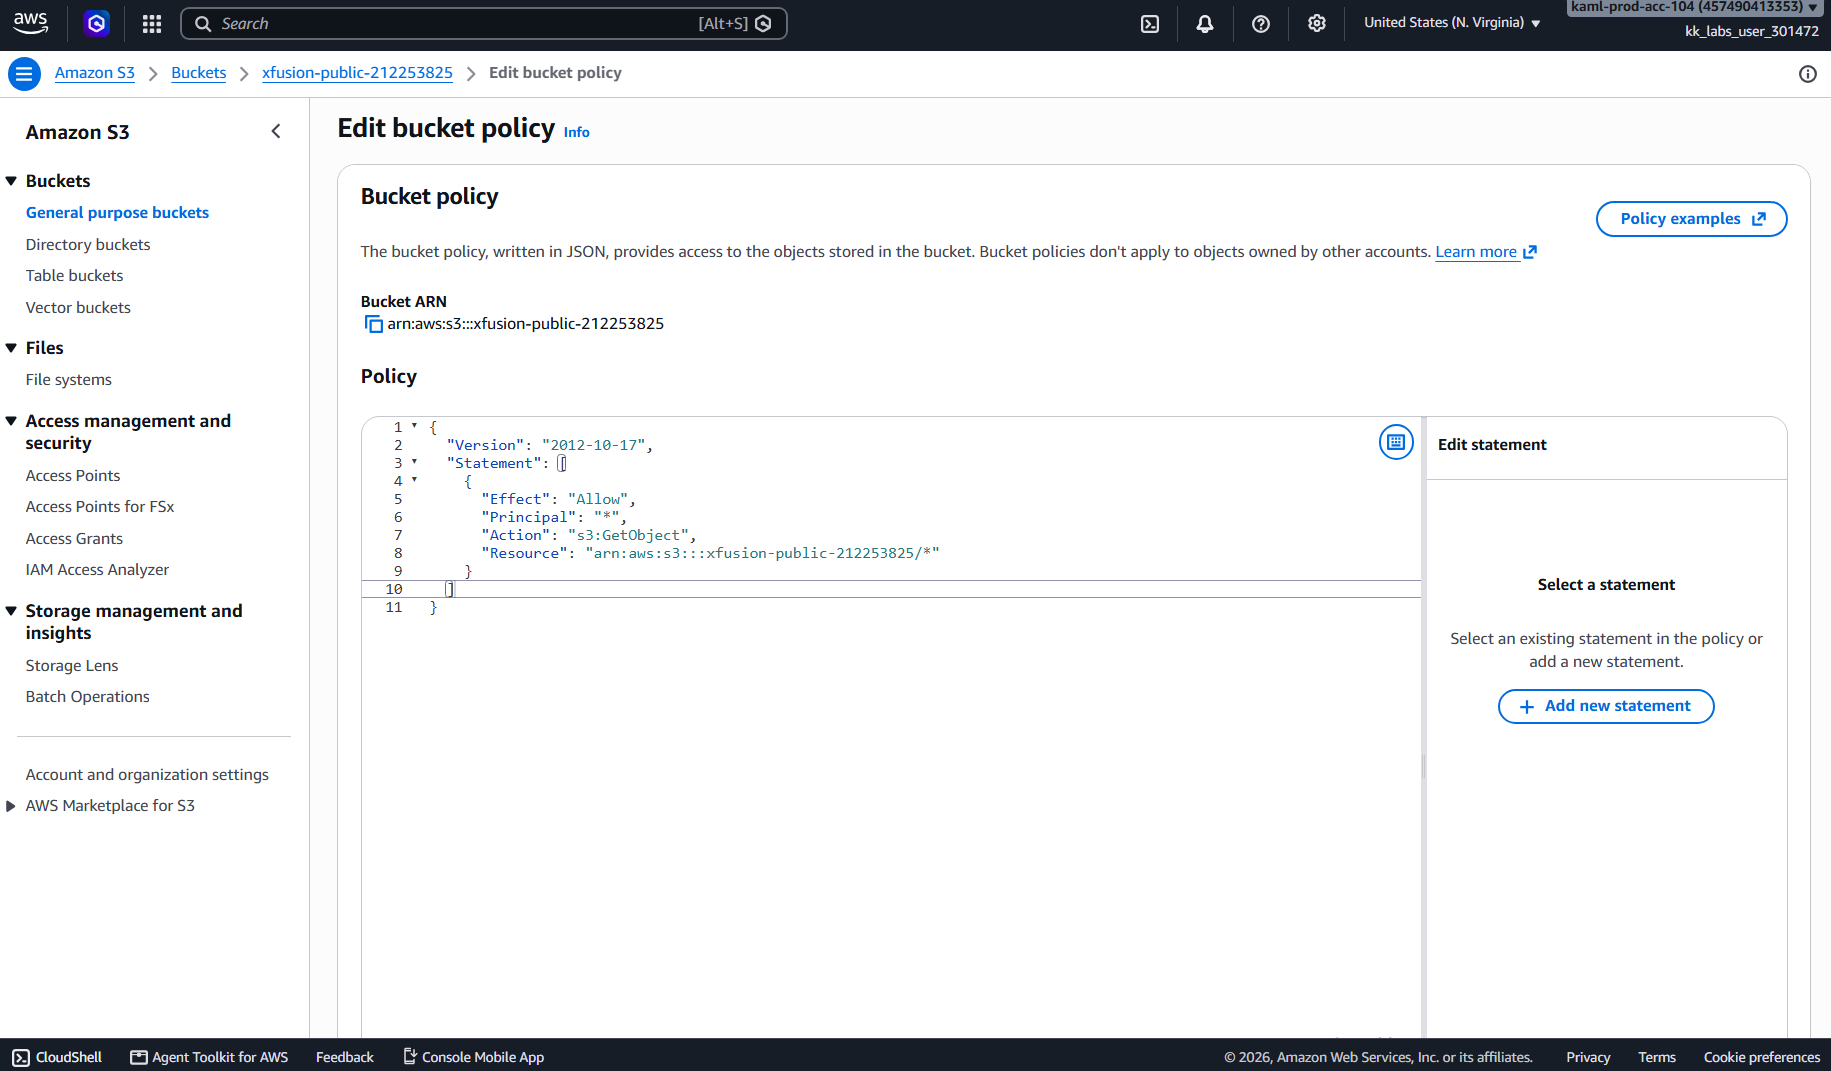 aws
Search [Alt+S]
United States (N. Virginia)
kaml-prod-acc-104 (457490413353)
kk_labs_user_301472
Amazon S3
Buckets
xfusion-public-212253825
Edit bucket policy
Amazon S3
Buckets
General purpose buckets
Directory buckets
Table buckets
Vector buckets
Files
File systems
Access management and
security
Access Points
Access Points for FSx
Access Grants
IAM Access Analyzer
Storage management and
insights
Storage Lens
Batch Operations
Account and organization settings
AWS Marketplace for S3
Edit bucket policy Info
Bucket policy
Policy examples
The bucket policy, written in JSON, provides access to the objects stored in the bucket. Bucket policies don't apply to objects owned by other accounts. Learn more
Bucket ARN
arn:aws:s3:::xfusion-public-212253825
Policy
1 {
2 "Version": "2012-10-17",
3 "Statement": [
4 {
5 "Effect": "Allow",
6 "Principal": "*",
7 "Action": "s3:GetObject",
8 "Resource": "arn:aws:s3:::xfusion-public-212253825/*"
9 }
10 ]
11 }
Edit statement
Select a statement
Select an existing statement in the policy or
add a new statement.
+ Add new statement
CloudShell
Agent Toolkit for AWS
Feedback
Console Mobile App
© 2026, Amazon Web Services, Inc. or its affiliates.
Privacy
Terms
Cookie preferences